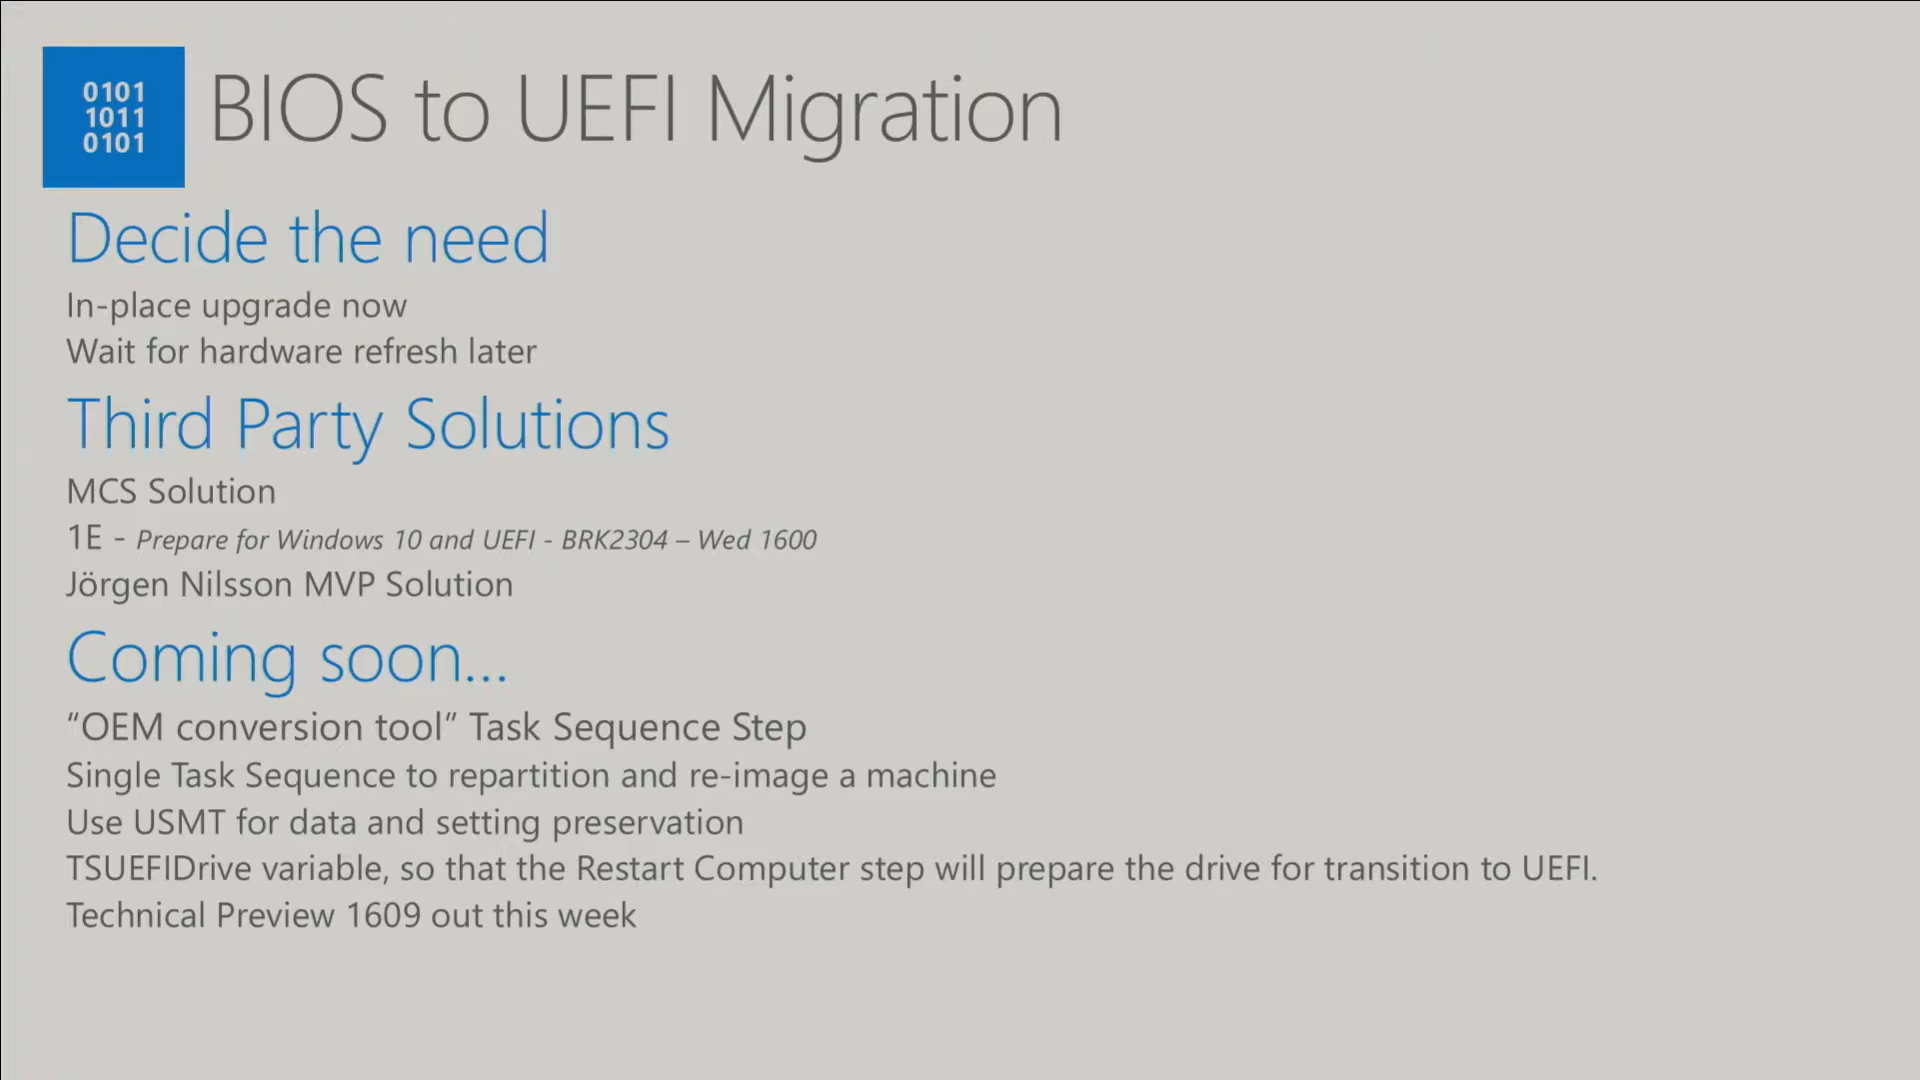 0101
1011
0101
BIOS to UEFI Migration
Decide the need
In-place upgrade now
Wait for hardware refresh later
Third Party Solutions
MCS Solution
1E - Prepare for Windows 10 and UEFI - BRK2304 – Wed 1600
Jörgen Nilsson MVP Solution
Coming soon...
“OEM conversion tool” Task Sequence Step
Single Task Sequence to repartition and re-image a machine
Use USMT for data and setting preservation
TSUEFIDrive variable, so that the Restart Computer step will prepare the drive for transition to UEFI.
Technical Preview 1609 out this week